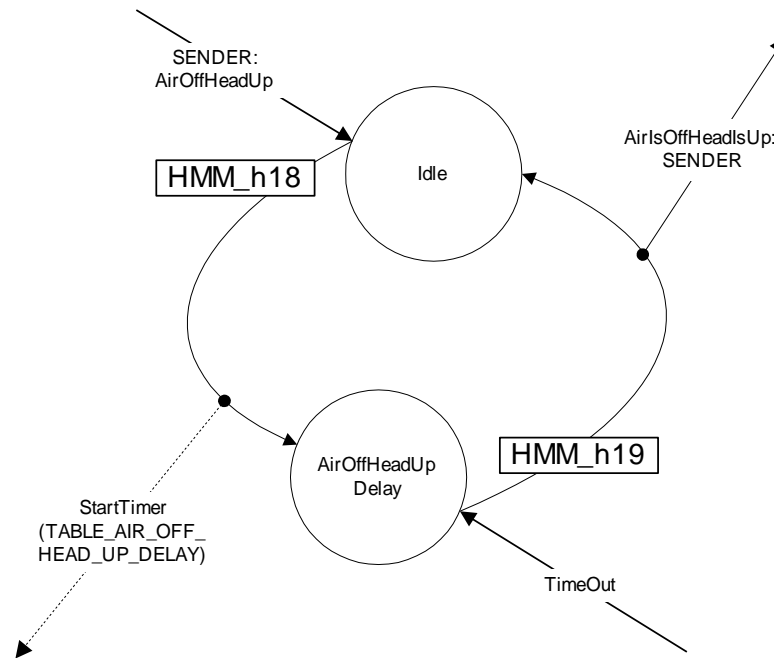 SENDER:
AirOffHeadUp
AirIsOffHeadIsUp:
SENDER
HMM_h18
Idle
AirOffHeadUp
Delay
HMM_h19
StartTimer
(TABLE_AIR_OFF_
HEAD_UP_DELAY)
TimeOut